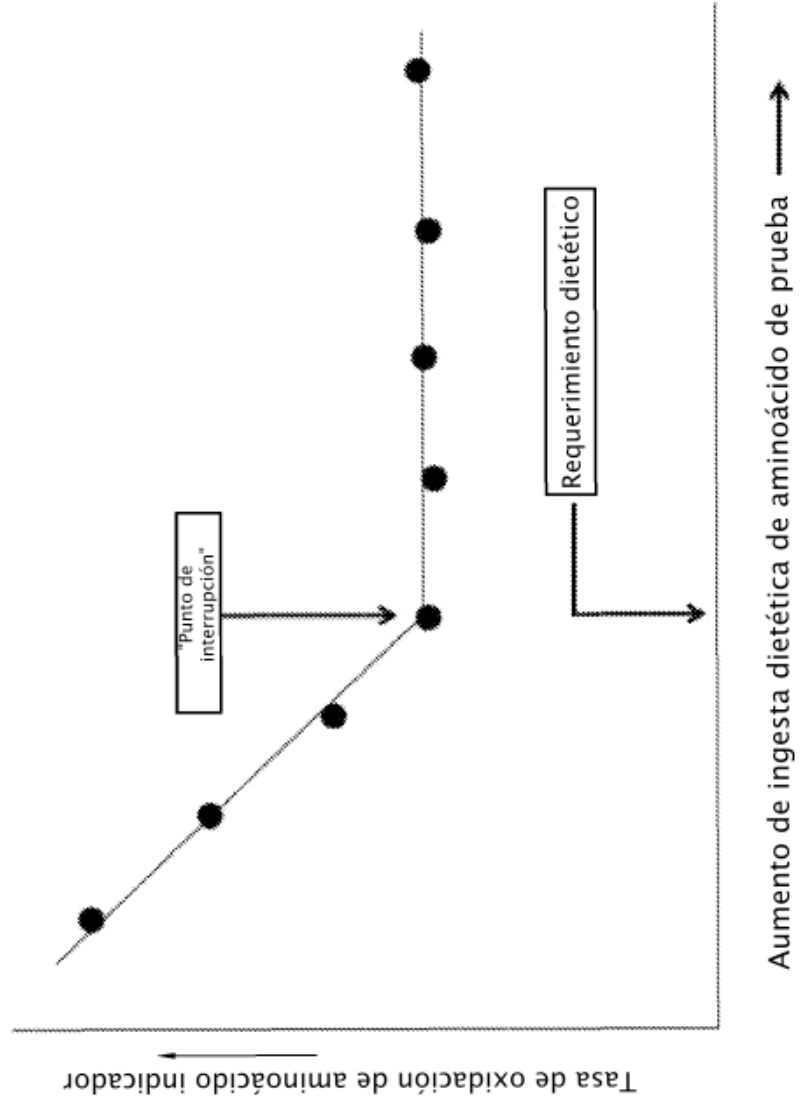 "Punto de
interrupción"
Requerimiento dietético
Tasa de oxidación de aminoácido indicador
Aumento de ingesta dietética de aminoácido de prueba